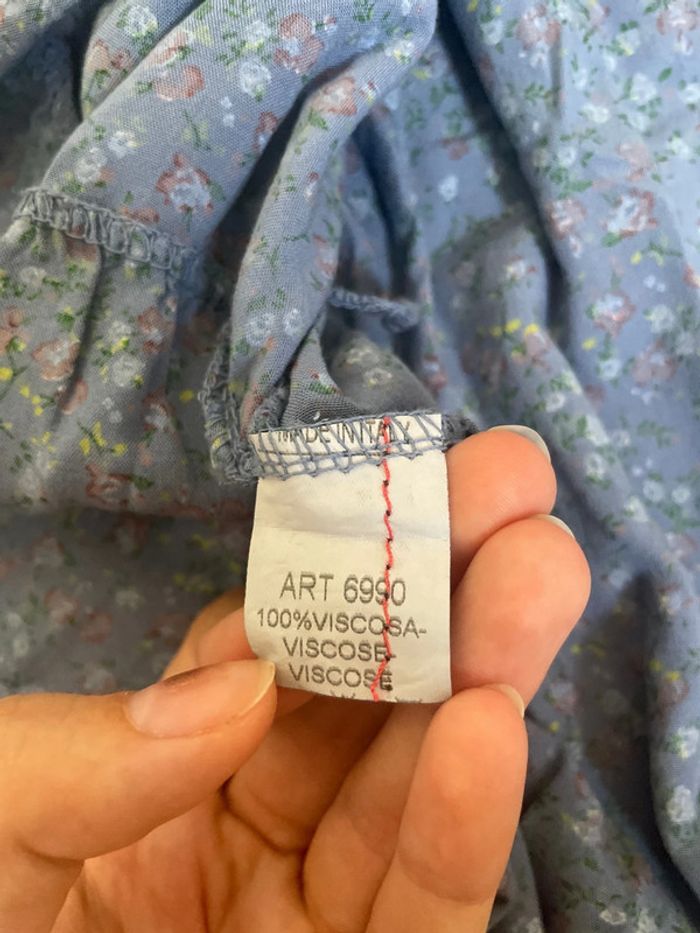 MADE IN ITALY
ART 6990
100%VISCOSA-
VISCOSE-
VISCOSE